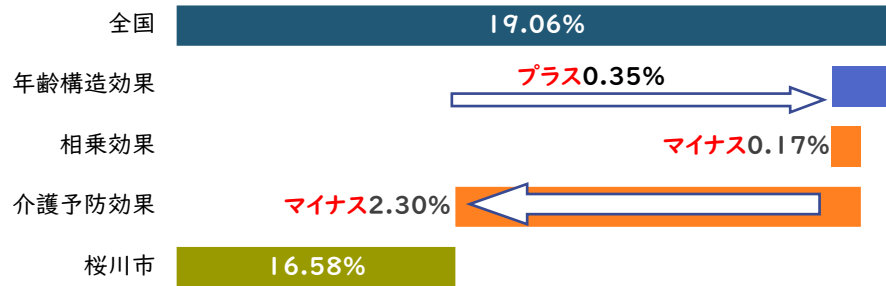 全国 19.06%
年齢構造効果 プラス0.35%
相乗効果 マイナス0.17%
介護予防効果 マイナス2.30%
桜川市 16.58%